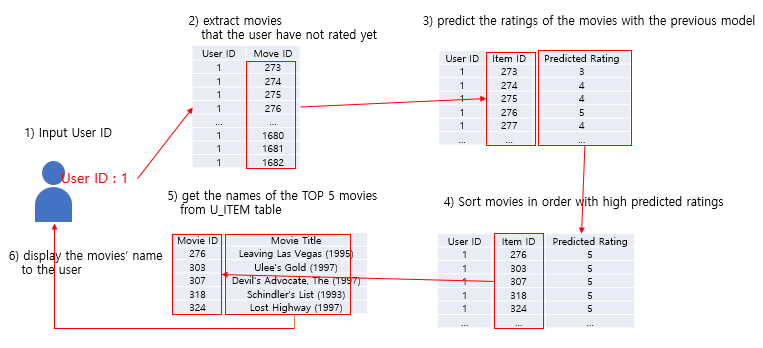 1) Input User ID
User ID : 1
2) extract movies
that the user have not rated yet
User ID Move ID
1 273
1 274
1 275
1 276
... ...
1 1680
1 1681
1 1682
3) predict the ratings of the movies with the previous model
User ID Item ID Predicted Rating
1 273 3
1 274 4
1 275 4
1 276 5
1 277 4
... ... ...
4) Sort movies in order with high predicted ratings
User ID Item ID Predicted Rating
1 276 5
1 303 5
1 307 5
1 318 5
1 324 5
... ... ...
5) get the names of the TOP 5 movies
from U_ITEM table
Movie ID Movie Title
276 Leaving Las Vegas (1995)
303 Ulee's Gold (1997)
307 Devil's Advocate, The (1997)
318 Schindler's List (1993)
324 Lost Highway (1997)
6) display the movies' name
to the user